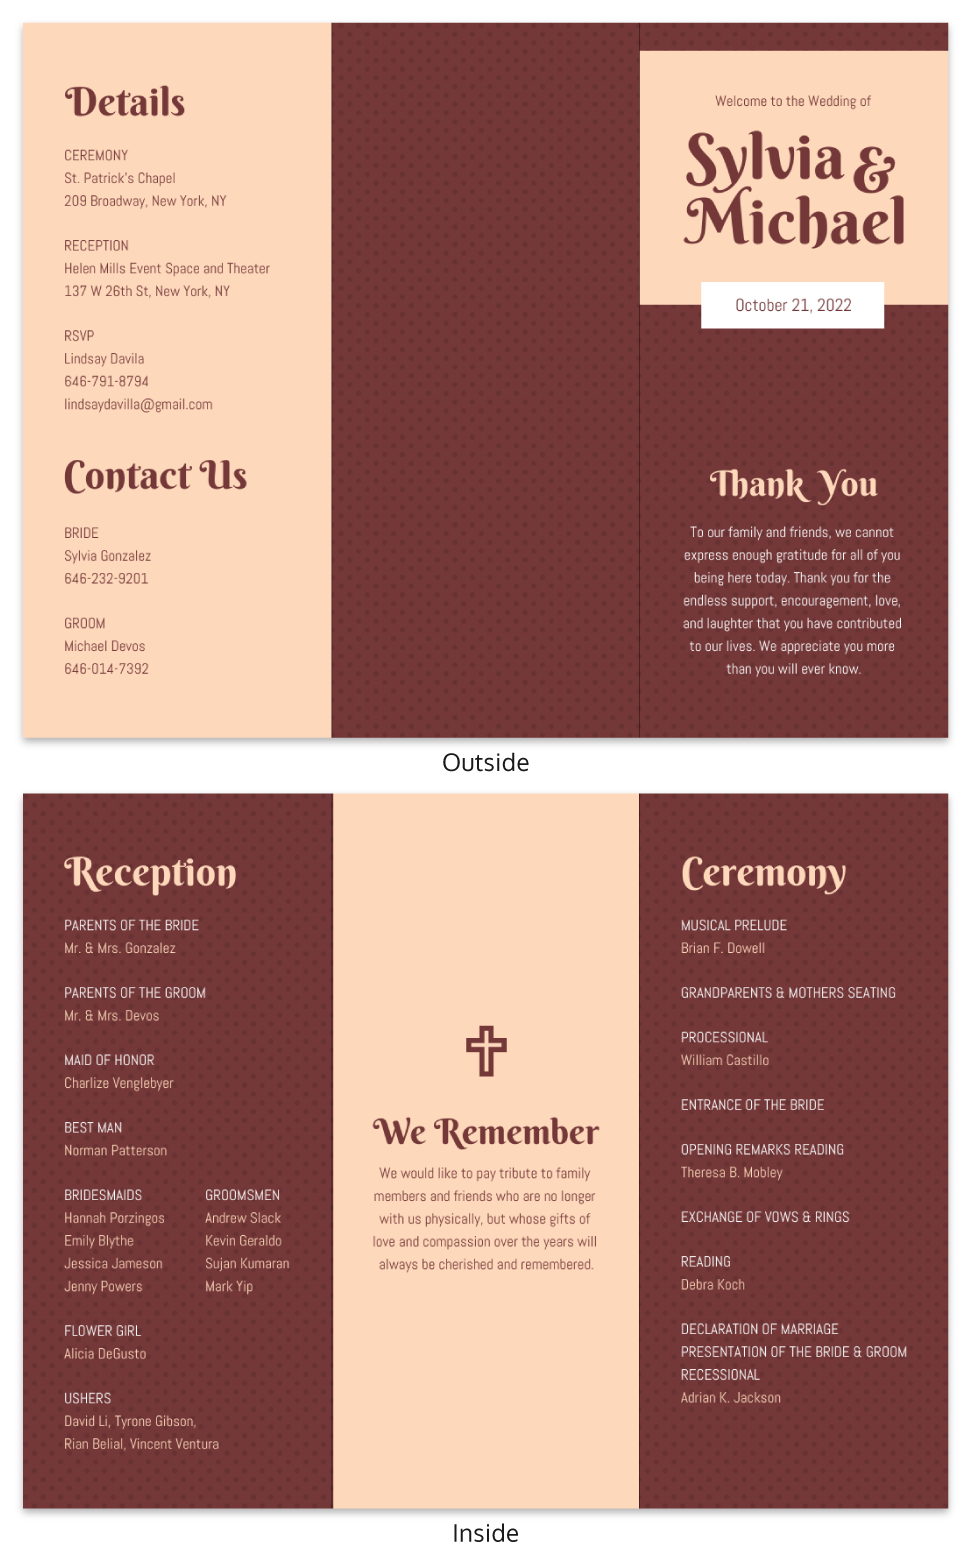 Details
CEREMONY
St. Patrick's Chapel
209 Broadway, New York, NY
RECEPTION
Helen Mills Event Space and Theater
137 W 26th St, New York, NY
RSVP
Lindsay Davila
646-791-8794
lindsaydavilla@gmail.com
Contact Us
BRIDE
Sylvia Gonzalez
646-232-9201
GROOM
Michael Devos
646-014-7392
Welcome to the Wedding of
Sylvia &
Michael
October 21, 2022
Thank You
To our family and friends, we cannot
express enough gratitude for all of you
being here today. Thank you for the
endless support, encouragement, love,
and laughter that you have contributed
to our lives. We appreciate you more
than you will ever know.
Outside
Reception
PARENTS OF THE BRIDE
Mr. & Mrs. Gonzalez
PARENTS OF THE GROOM
Mr. & Mrs. Devos
MAID OF HONOR
Charlize Venglebyer
BEST MAN
Norman Patterson
BRIDESMAIDS
Hannah Porzingos
Emily Blythe
Jessica Jameson
Jenny Powers
GROOMSMEN
Andrew Slack
Kevin Geraldo
Sujan Kumaran
Mark Yip
FLOWER GIRL
Alicia DeGusto
USHERS
David Li, Tyrone Gibson,
Rian Belial, Vincent Ventura
We Remember
We would like to pay tribute to family
members and friends who are no longer
with us physically, but whose gifts of
love and compassion over the years will
always be cherished and remembered.
Ceremony
MUSICAL PRELUDE
Brian F. Dowell
GRANDPARENTS & MOTHERS SEATING
PROCESSIONAL
William Castillo
ENTRANCE OF THE BRIDE
OPENING REMARKS READING
Theresa B. Mobley
EXCHANGE OF VOWS & RINGS
READING
Debra Koch
DECLARATION OF MARRIAGE
PRESENTATION OF THE BRIDE & GROOM
RECESSIONAL
Adrian K. Jackson
Inside